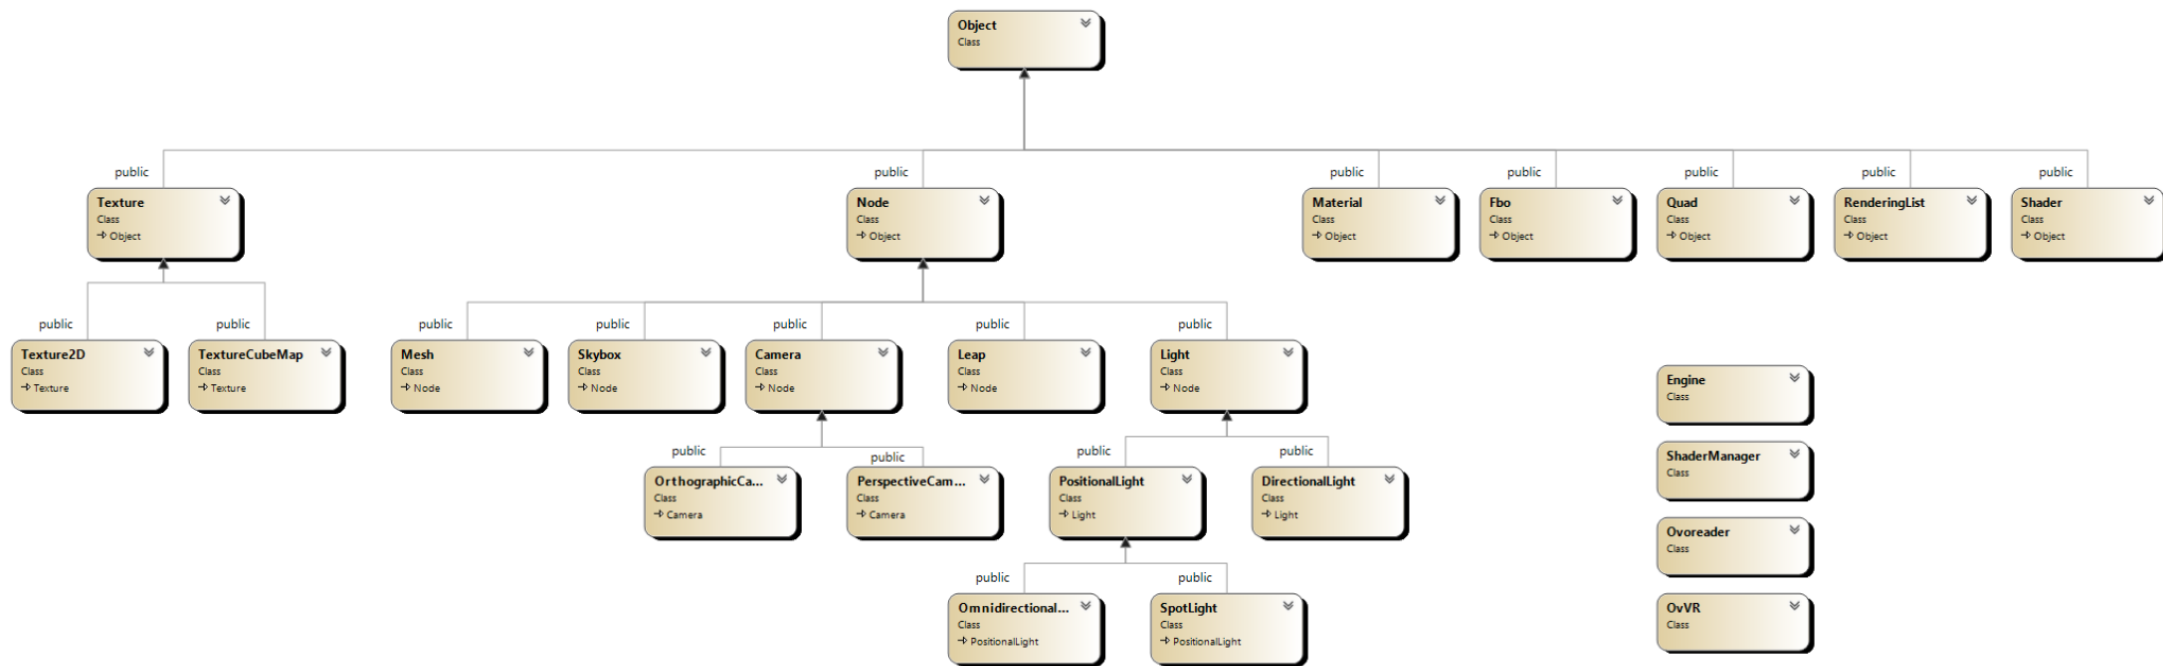 Object
Class
public
public
public
public
public
public
public
Texture
Class
Object
Node
Class
Object
Material
Class
Object
Fbo
Class
Object
Quad
Class
Object
RenderingList
Class
Object
Shader
Class
Object
public
public
public
public
public
public
public
Texture2D
Class
Texture
TextureCubeMap
Class
Texture
Mesh
Class
Node
Skybox
Class
Node
Camera
Class
Node
Leap
Class
Node
Light
Class
Node
Engine
Class
public
public
public
public
OrthographicCa...
Class
Camera
PerspectiveCam...
Class
Camera
PositionalLight
Class
Light
DirectionalLight
Class
Light
ShaderManager
Class
Ovoreader
Class
public
public
Omnidirectional...
Class
PositionalLight
SpotLight
Class
PositionalLight
OvVR
Class